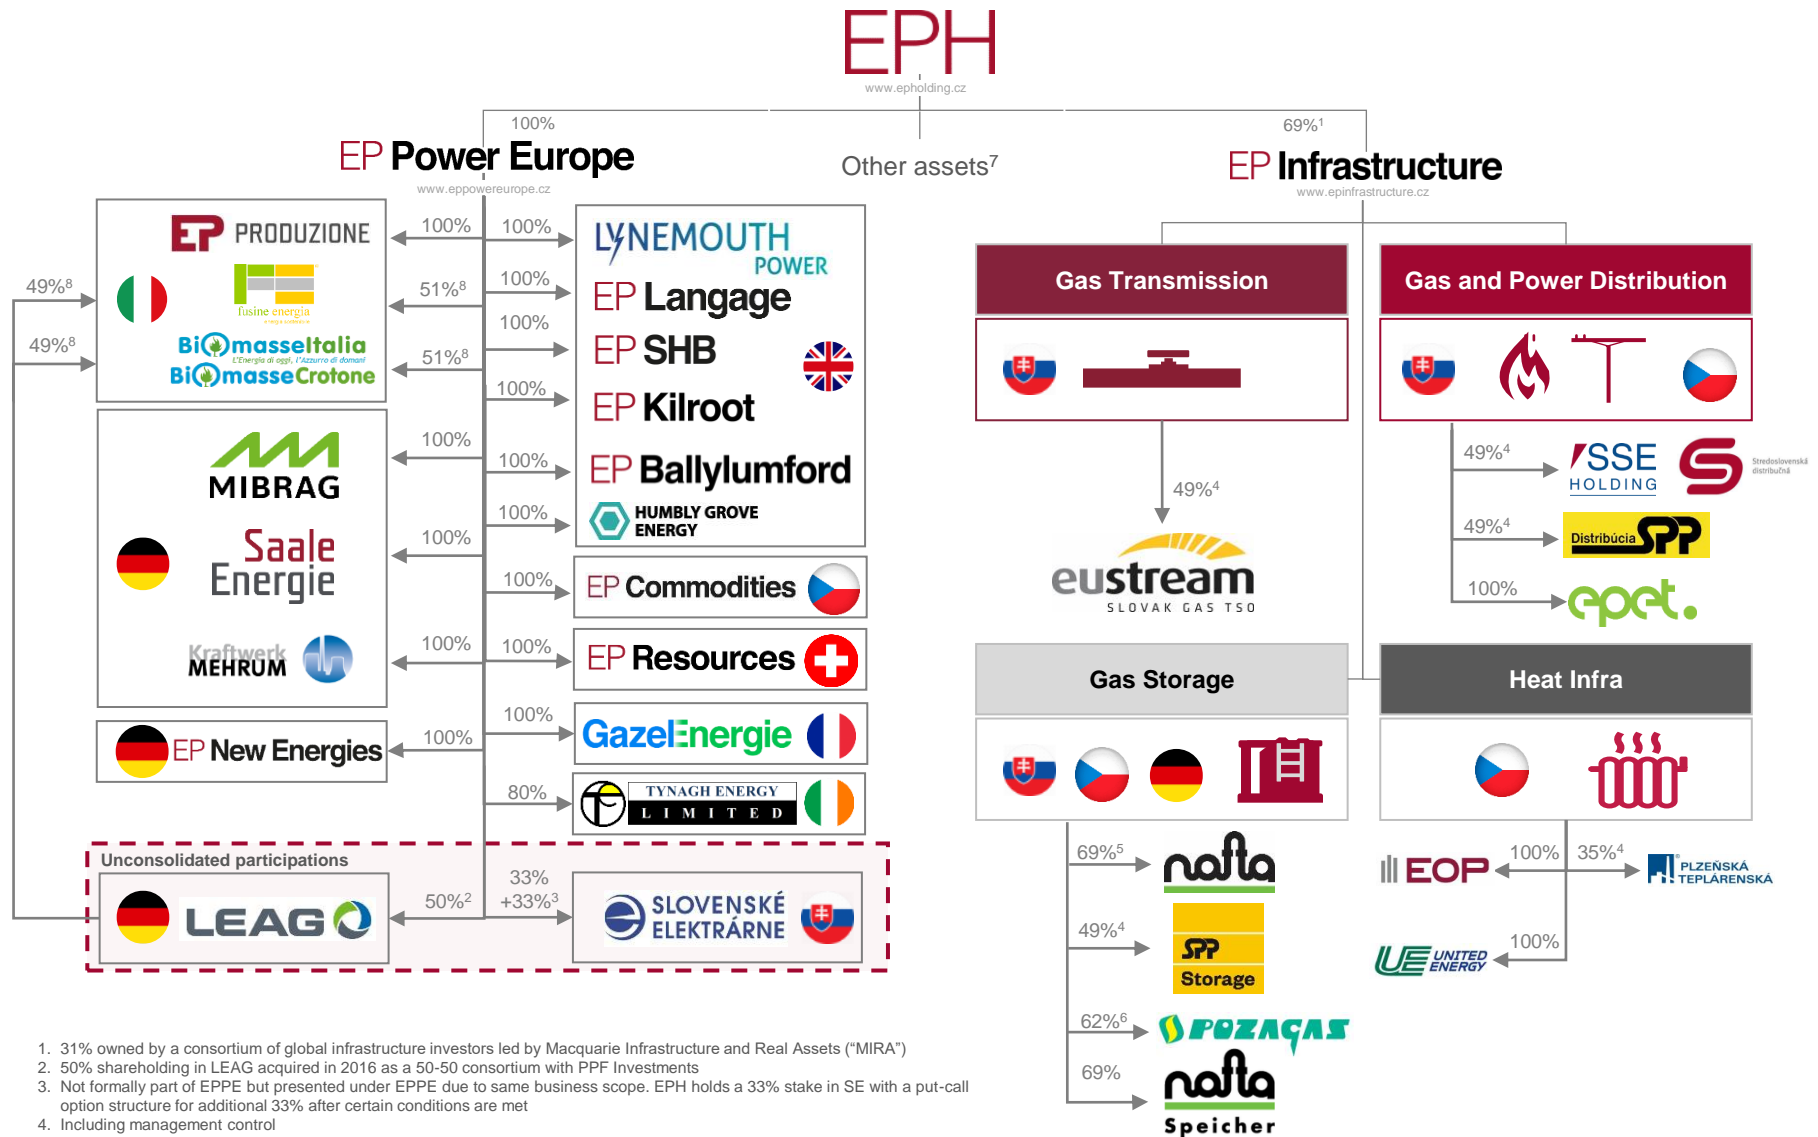 EPH
www.epholding.cz
100%
69%1
EP Power Europe
www.eppowereurope.cz
Other assets7
EP Infrastructure
www.epinfrastructure.cz
EP PRODUZIONE
100%
100%
LYNEMOUTH
POWER
49%8
fusine energia
51%8
100%
EP Langage
49%8
BiomasseItalia
L'Energia di oggi, l'Azzurro di domani
BiomasseCrotone
51%8
100%
EP SHB
100%
EP Kilroot
MIBRAG
100%
100%
EP Ballylumford
100%
HUMBLY GROVE
ENERGY
Saale
Energie
100%
100%
EP Commodities
Kraftwerk
MEHRUM
100%
100%
EP Resources
EP New Energies
100%
100%
GazelEnergie
80%
TYNAGH ENERGY
LIMITED
Unconsolidated participations
LEAG
50%2
33%
+33%3
SLOVENSKÉ
ELEKTRÁRNE
Gas Transmission
49%4
eustream
SLOVAK GAS TSO
Gas and Power Distribution
49%4
SSE
HOLDING
Stredoslovenská
distribučná
49%4
Distribúcia SPP
100%
epet.
Gas Storage
69%5
nafta
49%4
SPP
Storage
62%6
POZAGAS
69%
nafta
Speicher
Heat Infra
EOP
100%
35%4
PLZEŇSKÁ
TEPLÁRENSKÁ
UE UNITED
ENERGY
100%
1. 31% owned by a consortium of global infrastructure investors led by Macquarie Infrastructure and Real Assets (“MIRA”)
2. 50% shareholding in LEAG acquired in 2016 as a 50-50 consortium with PPF Investments
3. Not formally part of EPPE but presented under EPPE due to same business scope. EPH holds a 33% stake in SE with a put-call
option structure for additional 33% after certain conditions are met
4. Including management control